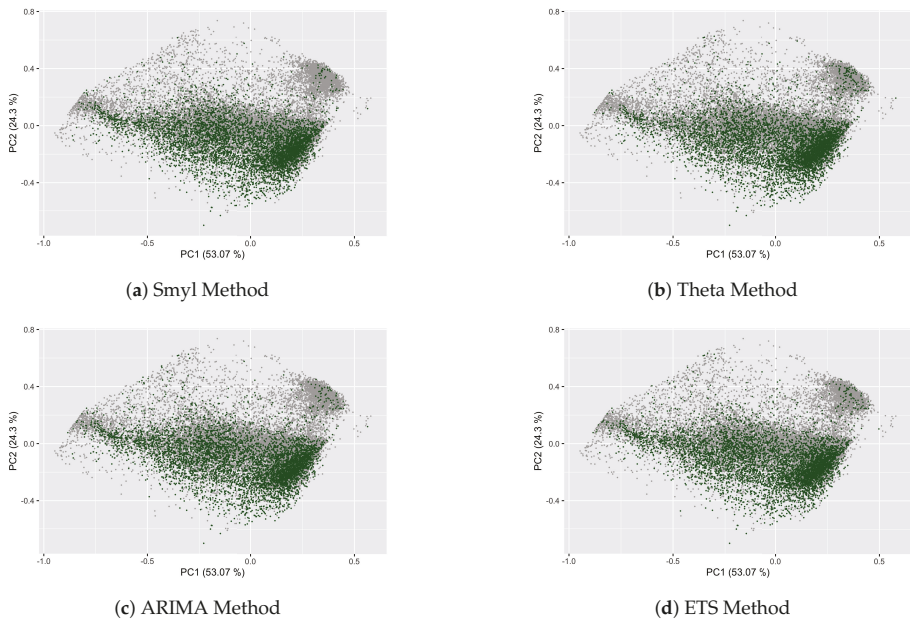 0.8
0.4
0.0
-0.4
PC2 (24.3 %)
-1.0 -0.5 0.0 0.5
PC1 (53.07 %)
(a) Smyl Method
0.8
0.4
0.0
-0.4
PC2 (24.3 %)
-1.0 -0.5 0.0 0.5
PC1 (53.07 %)
(b) Theta Method
0.8
0.4
0.0
-0.4
PC2 (24.3 %)
-1.0 -0.5 0.0 0.5
PC1 (53.07 %)
(c) ARIMA Method
0.8
0.4
0.0
-0.4
PC2 (24.3 %)
-1.0 -0.5 0.0 0.5
PC1 (53.07 %)
(d) ETS Method